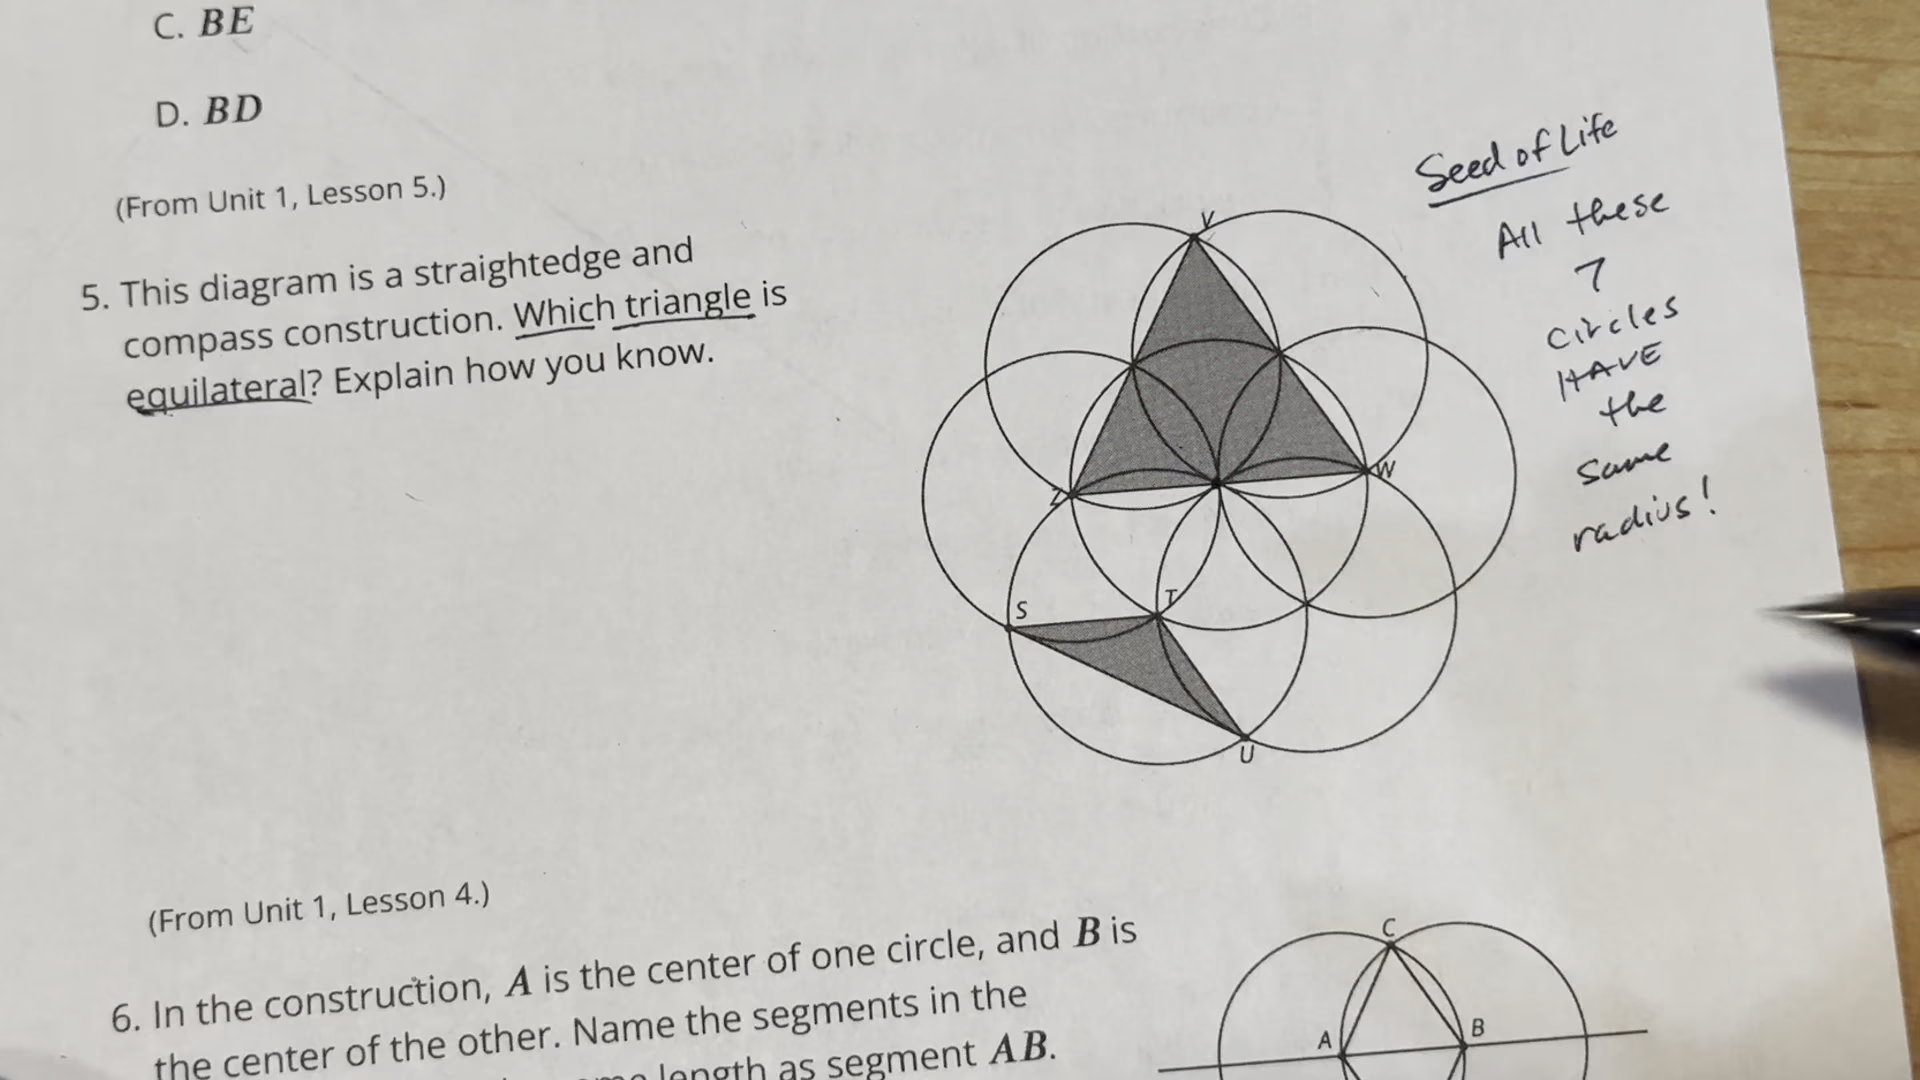 C. BE
D. BD
(From Unit 1, Lesson 5.)
5. This diagram is a straightedge and
compass construction. Which triangle is
equilateral? Explain how you know.
V
Z
W
S
T
U
Seed of Life
All these
7
circles
HAVE
the
same
radius!
(From Unit 1, Lesson 4.)
6. In the construction, A is the center of one circle, and B is
the center of the other. Name the segments in the
length as segment AB.
C
A
B